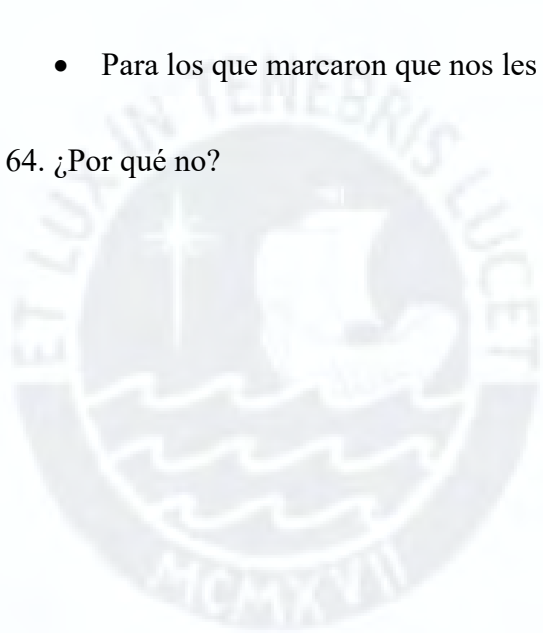 • Para los que marcaron que nos les
64. ¿Por qué no?
ET LUX IN TENEBRIS LUCET
MCMXVII